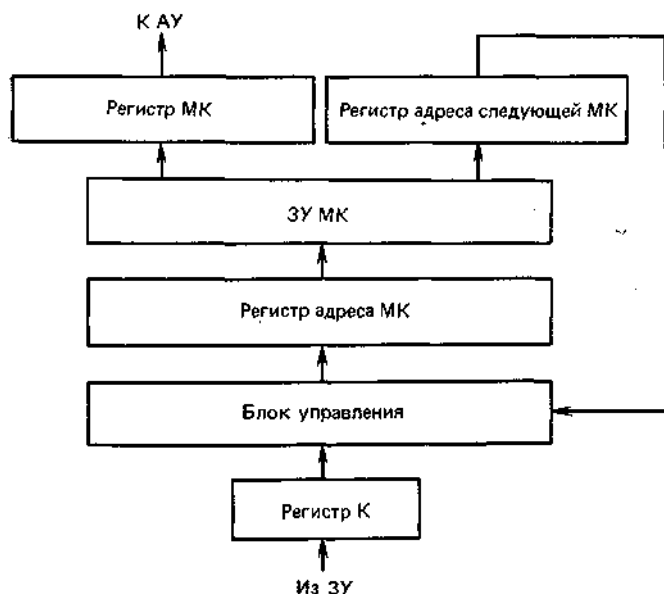 К АУ
Регистр МК
Регистр адреса следующей МК
ЗУ МК
Регистр адреса МК
Блок управления
Регистр К
Из ЗУ